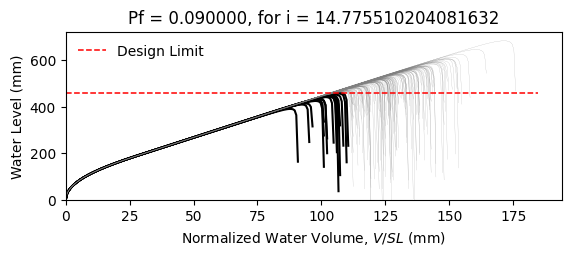 Pf = 0.090000, for i = 14.775510204081632
Design Limit
Water Level (mm)
600
400
200
0
0 25 50 75 100 125 150 175
Normalized Water Volume, V/SL (mm)